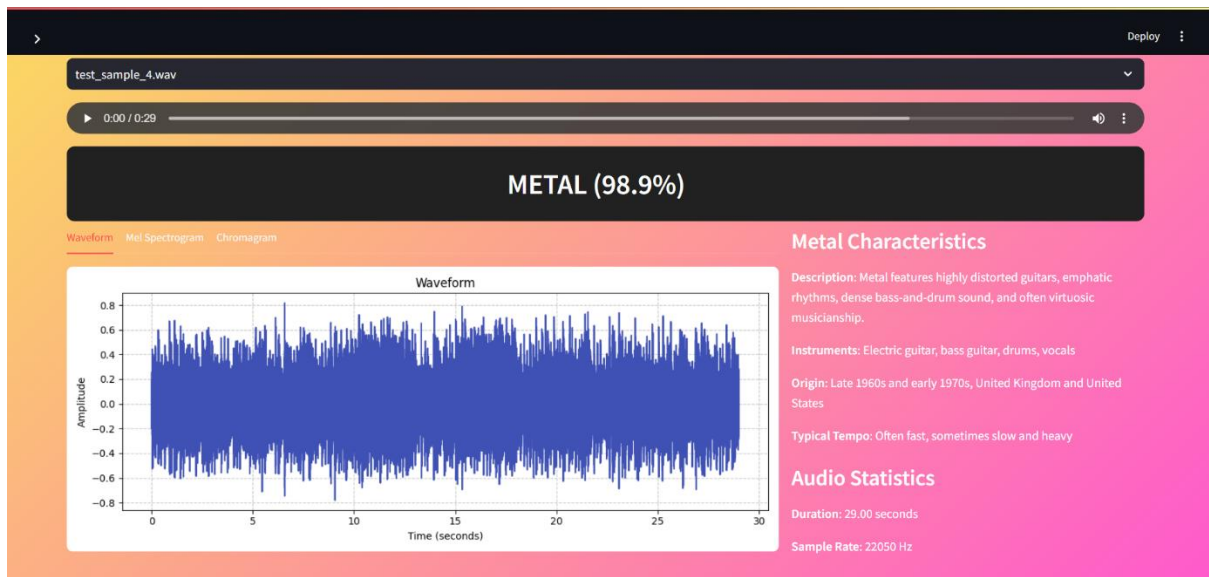 Deploy
test_sample_4.wav
0:00 / 0:29
METAL (98.9%)
Waveform Mel Spectrogram Chromagram
Waveform
0.8
0.6
0.4
0.2
0.0
−0.2
−0.4
−0.6
−0.8
Amplitude
0 5 10 15 20 25 30
Time (seconds)
Metal Characteristics
Description: Metal features highly distorted guitars, emphatic
rhythms, dense bass-and-drum sound, and often virtuosic
musicianship.
Instruments: Electric guitar, bass guitar, drums, vocals
Origin: Late 1960s and early 1970s, United Kingdom and United
States
Typical Tempo: Often fast, sometimes slow and heavy
Audio Statistics
Duration: 29.00 seconds
Sample Rate: 22050 Hz